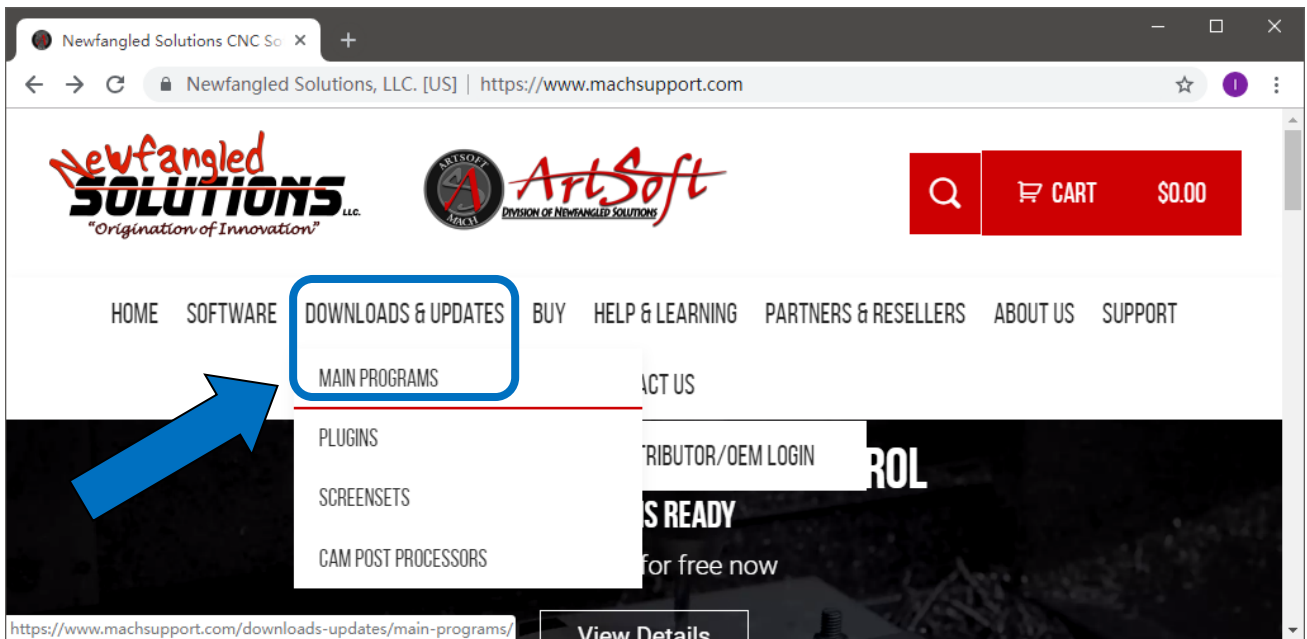 Newfangled Solutions CNC So
Newfangled Solutions, LLC. [US] | https://www.machsupport.com
I
Newfangled
SOLUTIONS LLC.
"Origination of Innovation"
ARTSOFT
MACH
ArtSoft
DIVISION OF NEWFANGLED SOLUTIONS
CART $0.00
HOME SOFTWARE DOWNLOADS & UPDATES BUY HELP & LEARNING PARTNERS & RESELLERS ABOUT US SUPPORT
MAIN PROGRAMS
ACT US
PLUGINS
TRIBUTOR/OEM LOGIN
ROL
SCREENSETS
S READY
CAM POST PROCESSORS
for free now
https://www.machsupport.com/downloads-updates/main-programs/
View Details